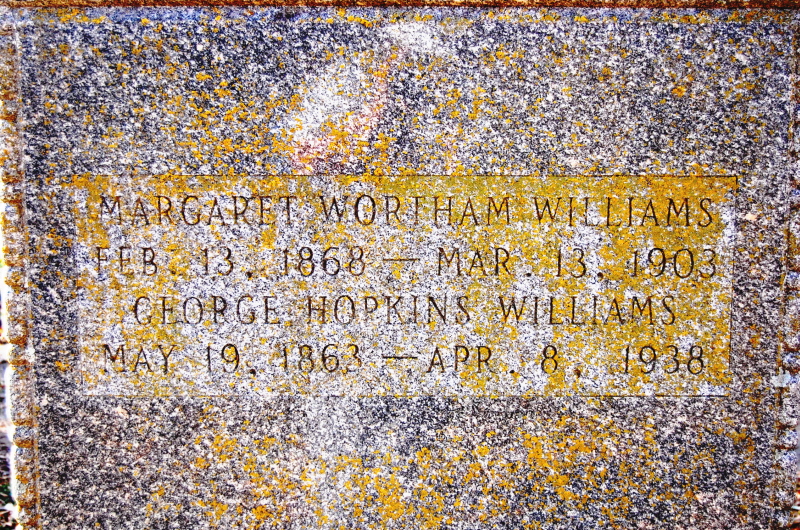 MARGARET WORTHAM WILLIAMS
FEB. 13, 1868 — MAR. 13, 1903
GEORGE HOPKINS WILLIAMS
MAY 19, 1863 — APR. 8, 1938